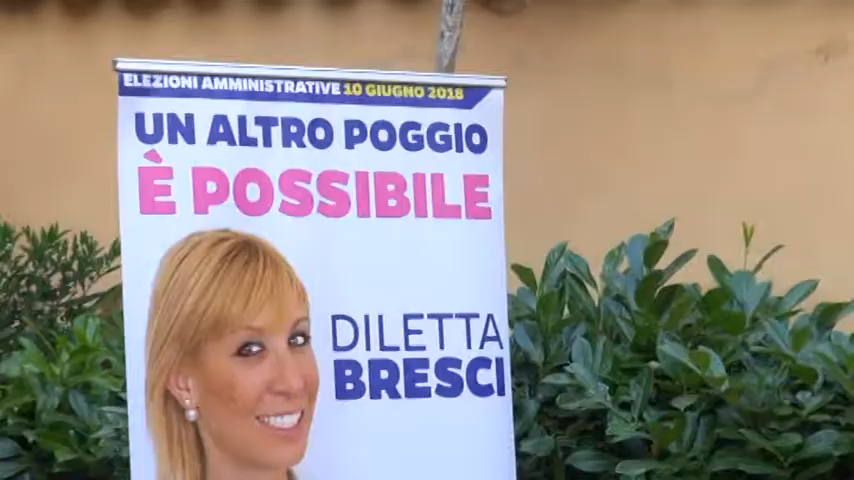 ELEZIONI AMMINISTRATIVE 10 GIUGNO 2018
UN ALTRO POGGIO
È POSSIBILE
DILETTA
BRESCI